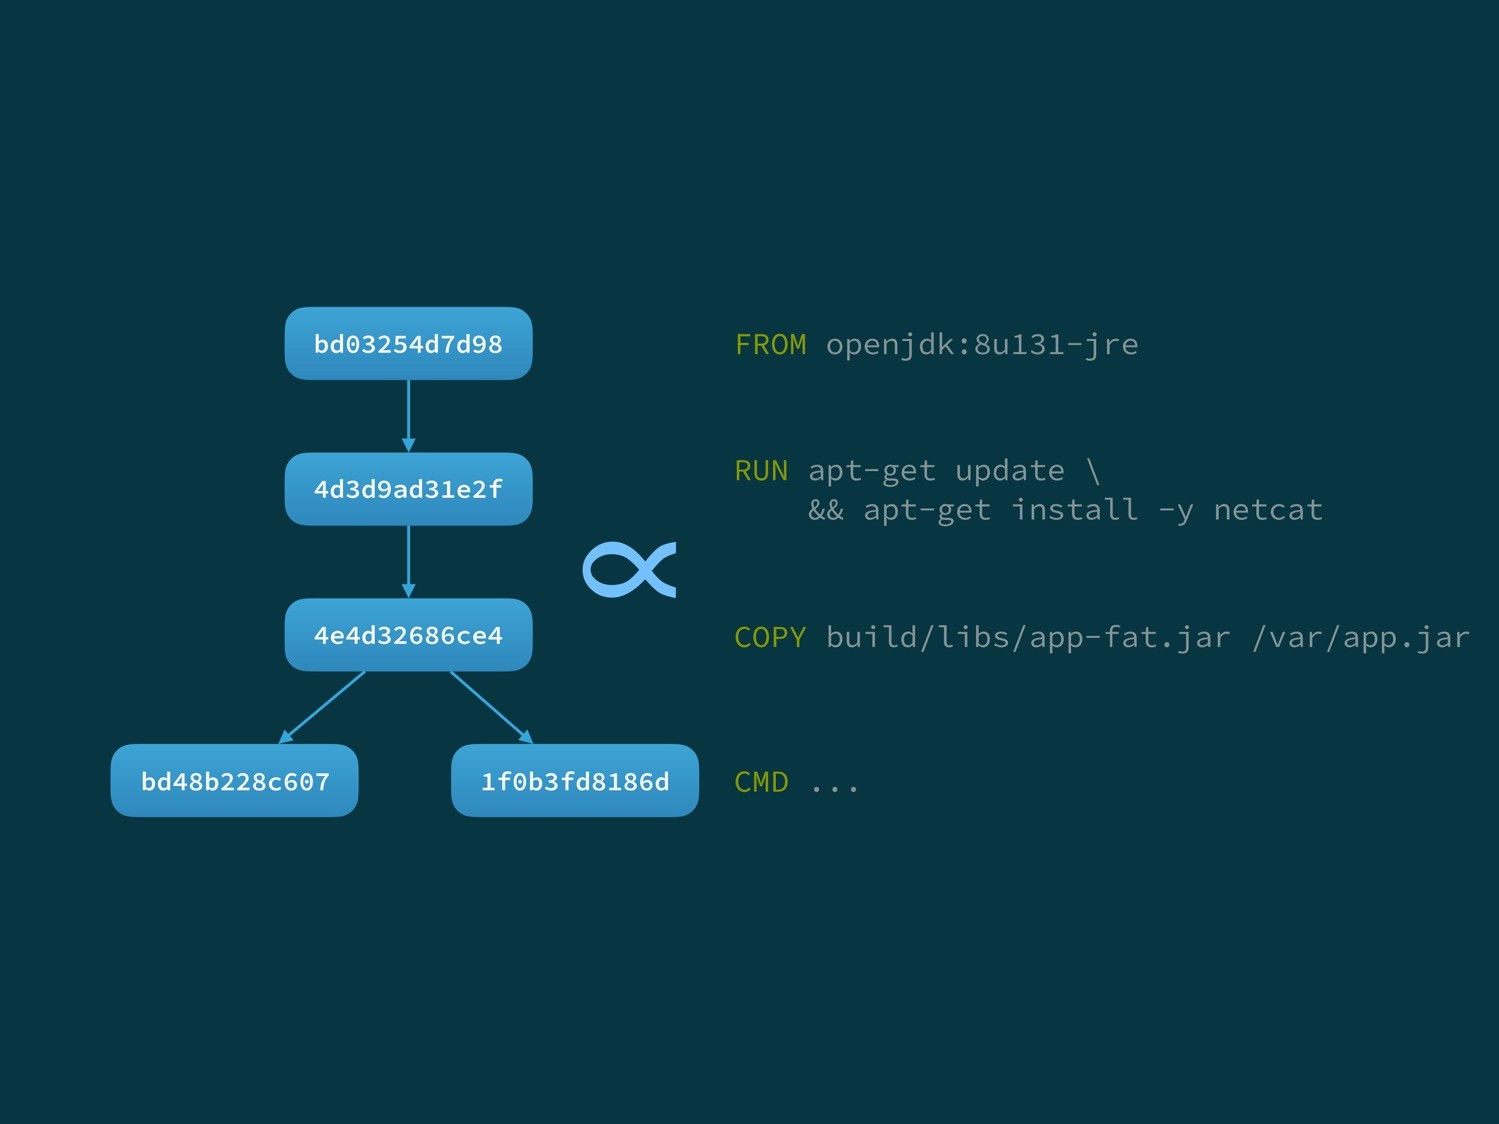 bd03254d7d98
FROM openjdk:8u131-jre
4d3d9ad31e2f
RUN apt-get update \
&& apt-get install -y netcat
∝
4e4d32686ce4
COPY build/libs/app-fat.jar /var/app.jar
bd48b228c607
1f0b3fd8186d
CMD ...